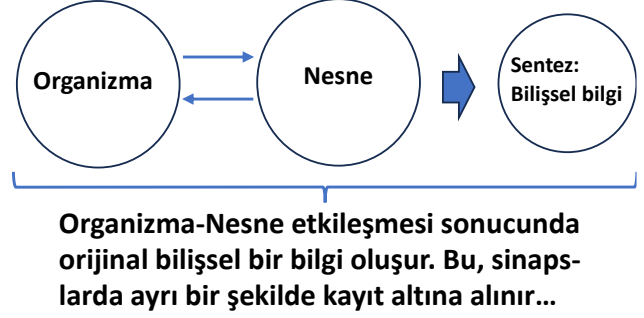 Organizma
Nesne
Sentez:
Bilişsel bilgi
Organizma-Nesne etkileşmesi sonucunda
orijinal bilişsel bir bilgi oluşur. Bu, sinaps-
larda ayrı bir şekilde kayıt altına alınır...